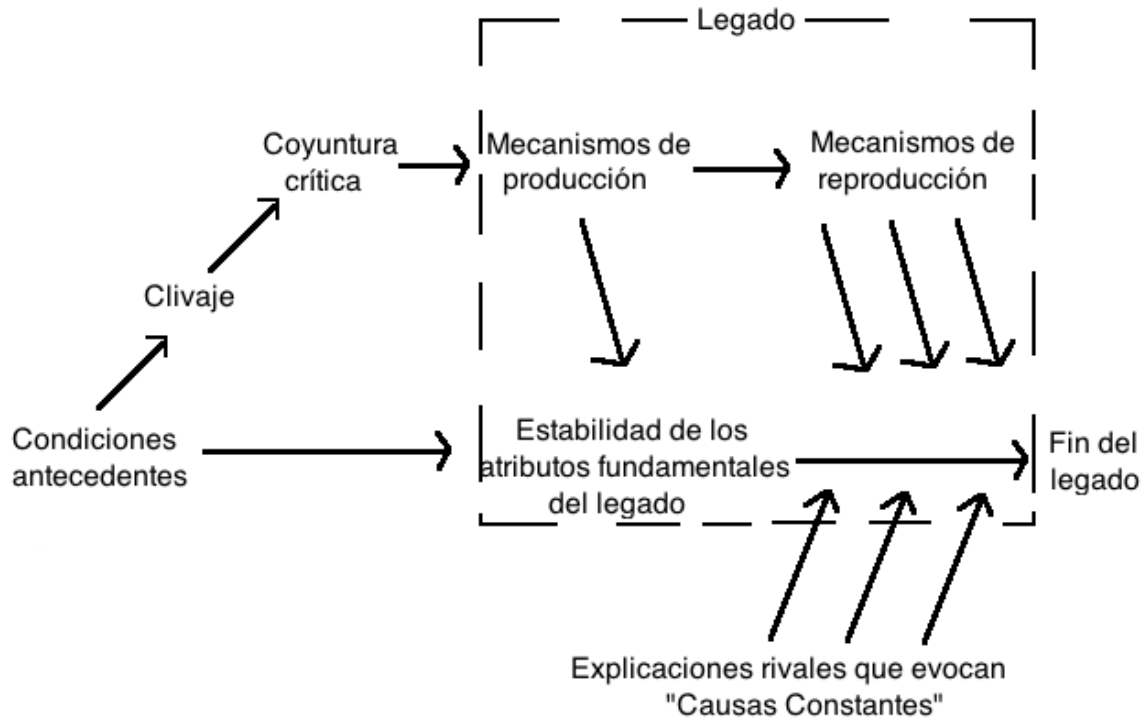 Legado
Coyuntura
crítica
Mecanismos de
producción
Mecanismos de
reproducción
Clivaje
Condiciones
antecedentes
Estabilidad de los
atributos fundamentales
del legado
Fin del
legado
Explicaciones rivales que evocan
"Causas Constantes"